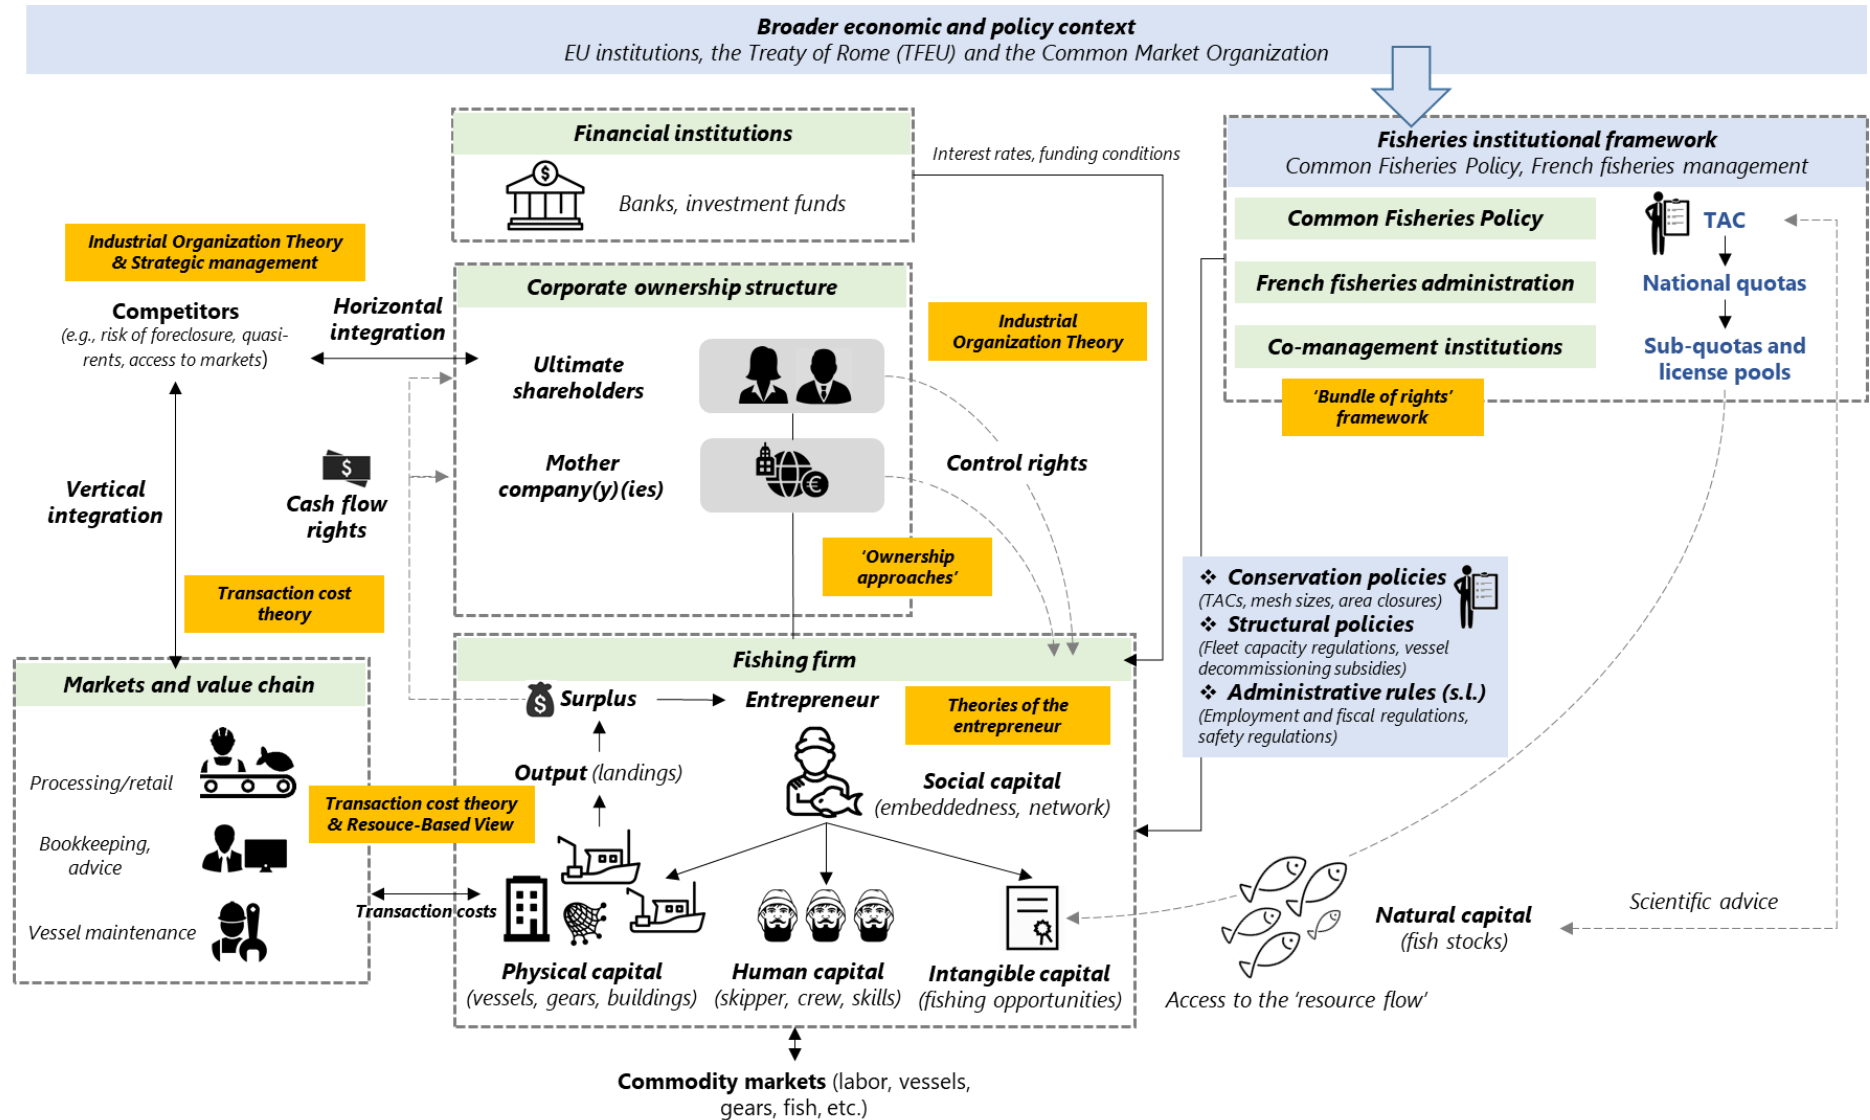 Broader economic and policy context
EU institutions, the Treaty of Rome (TFEU) and the Common Market Organization
Financial institutions
Banks, investment funds
Interest rates, funding conditions
Fisheries institutional framework
Common Fisheries Policy, French fisheries management
Common Fisheries Policy
French fisheries administration
Co-management institutions
TAC
National quotas
Sub-quotas and
license pools
‘Bundle of rights’
framework
Industrial Organization Theory
& Strategic management
Competitors
(e.g., risk of foreclosure, quasi-
rents, access to markets)
Horizontal
integration
Corporate ownership structure
Ultimate
shareholders
Mother
company(y)(ies)
Industrial
Organization Theory
Control rights
‘Ownership
approaches’
Vertical
integration
$
Cash flow
rights
Transaction cost
theory
❖ Conservation policies
(TACs, mesh sizes, area closures)
❖ Structural policies
(Fleet capacity regulations, vessel
decommissioning subsidies)
❖ Administrative rules (s.l.)
(Employment and fiscal regulations,
safety regulations)
Markets and value chain
Processing/retail
Bookkeeping,
advice
Vessel maintenance
Transaction cost theory
& Resouce-Based View
Transaction costs
Fishing firm
$
Surplus
Entrepreneur
Theories of the
entrepreneur
Output (landings)
Social capital
(embeddedness, network)
Physical capital
(vessels, gears, buildings)
Human capital
(skipper, crew, skills)
Intangible capital
(fishing opportunities)
Natural capital
(fish stocks)
Scientific advice
Access to the ‘resource flow’
Commodity markets (labor, vessels,
gears, fish, etc.)
$
€